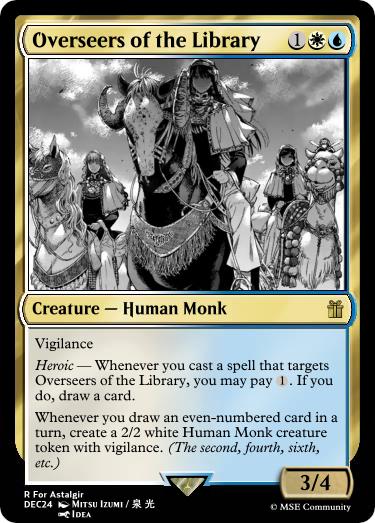 Overseers of the Library 1
Creature — Human Monk
Vigilance
Heroic — Whenever you cast a spell that targets
Overseers of the Library, you may pay 1. If you
do, draw a card.
Whenever you draw an even-numbered card in a
turn, create a 2/2 white Human Monk creature
token with vigilance. (The second, fourth, sixth,
etc.)
3/4
R For Astalgir
DEC24 Mitsu Izumi / 泉 光
Idea
© MSE Community